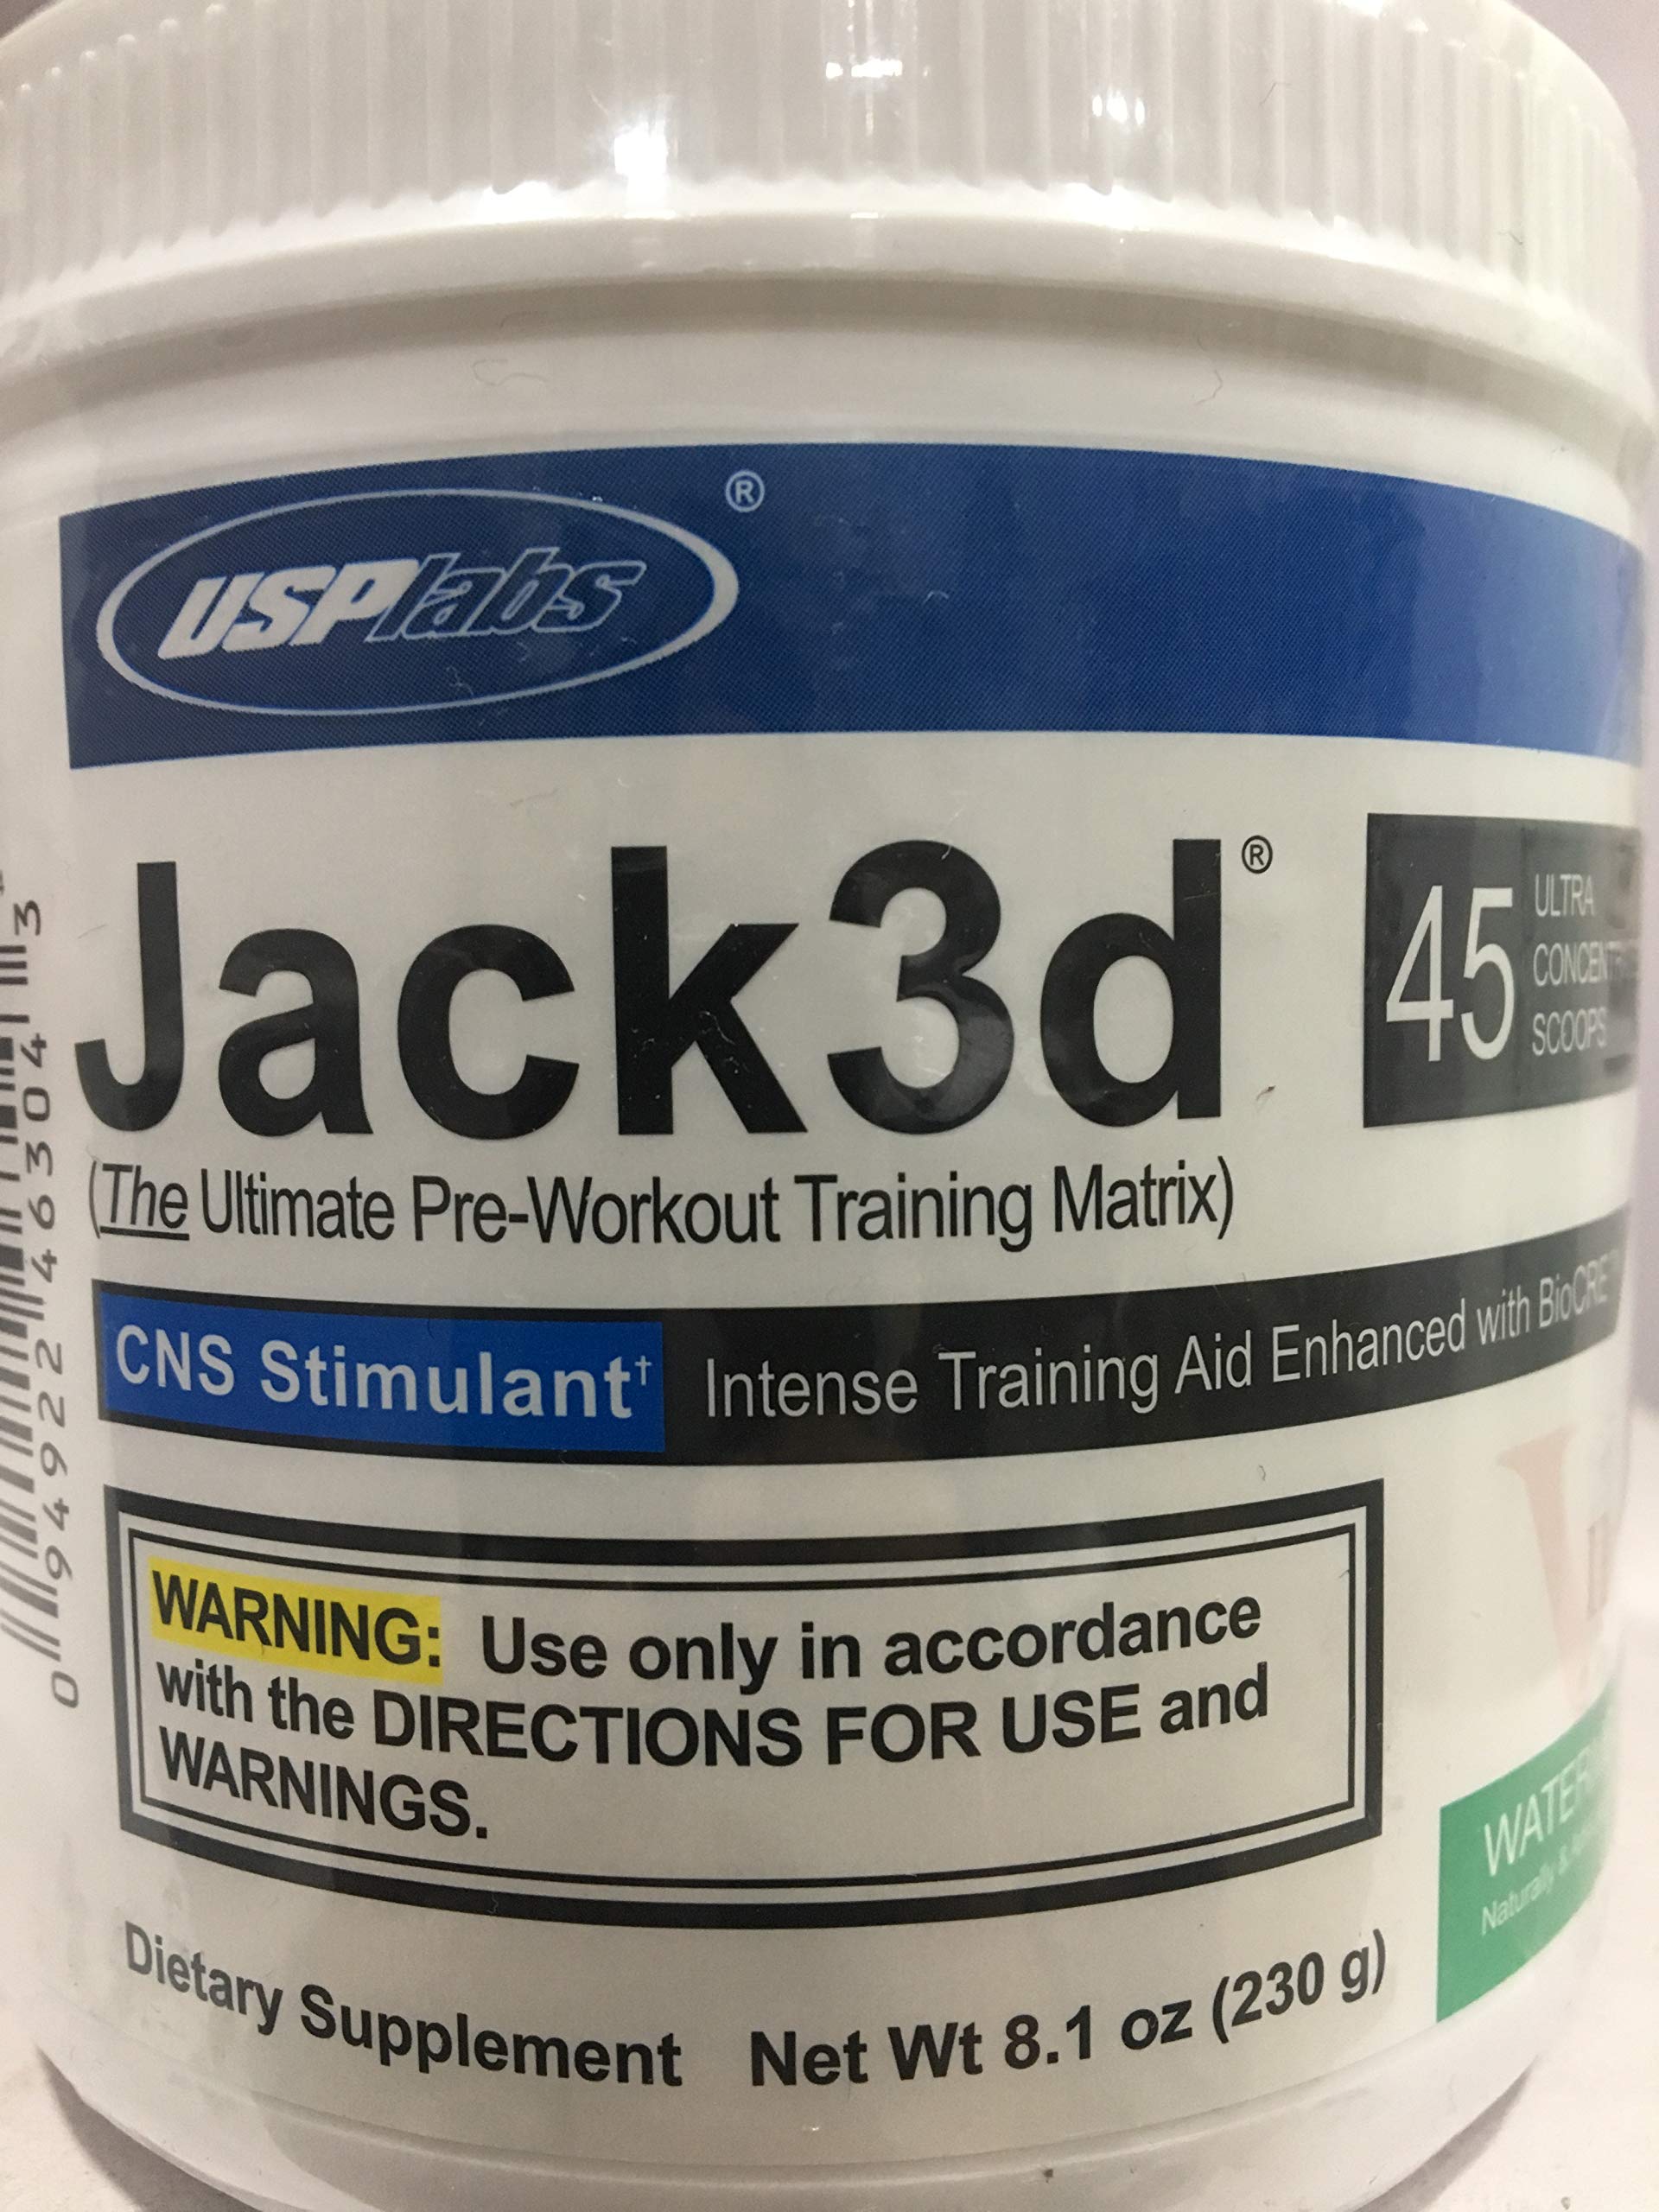 USPlabs®
Jack3d®
45 ULTRA
SCOOPS
(The Ultimate Pre-Workout Training Matrix)
CNS Stimulant† Intense Training Aid Enhanced with BioCRE
WARNING: Use only in accordance
with the DIRECTIONS FOR USE and
WARNINGS.
Naturally &
Dietary Supplement Net Wt 8.1 oz (230 g)
0 94922 46304 3